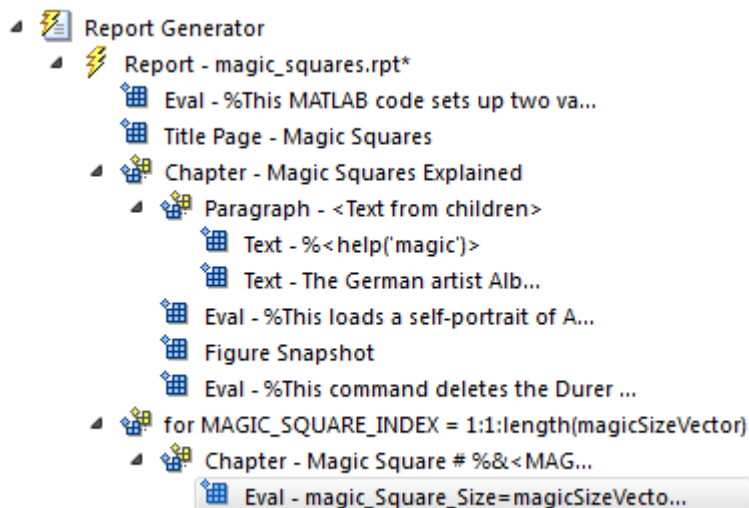 Report Generator
Report - magic_squares.rpt*
Eval - %This MATLAB code sets up two va...
Title Page - Magic Squares
Chapter - Magic Squares Explained
Paragraph - <Text from children>
Text - %<help('magic')>
Text - The German artist Alb...
Eval - %This loads a self-portrait of A...
Figure Snapshot
Eval - %This command deletes the Durer ...
for MAGIC_SQUARE_INDEX = 1:1:length(magicSizeVector)
Chapter - Magic Square # %&<MAG...
Eval - magic_Square_Size=magicSizeVecto...